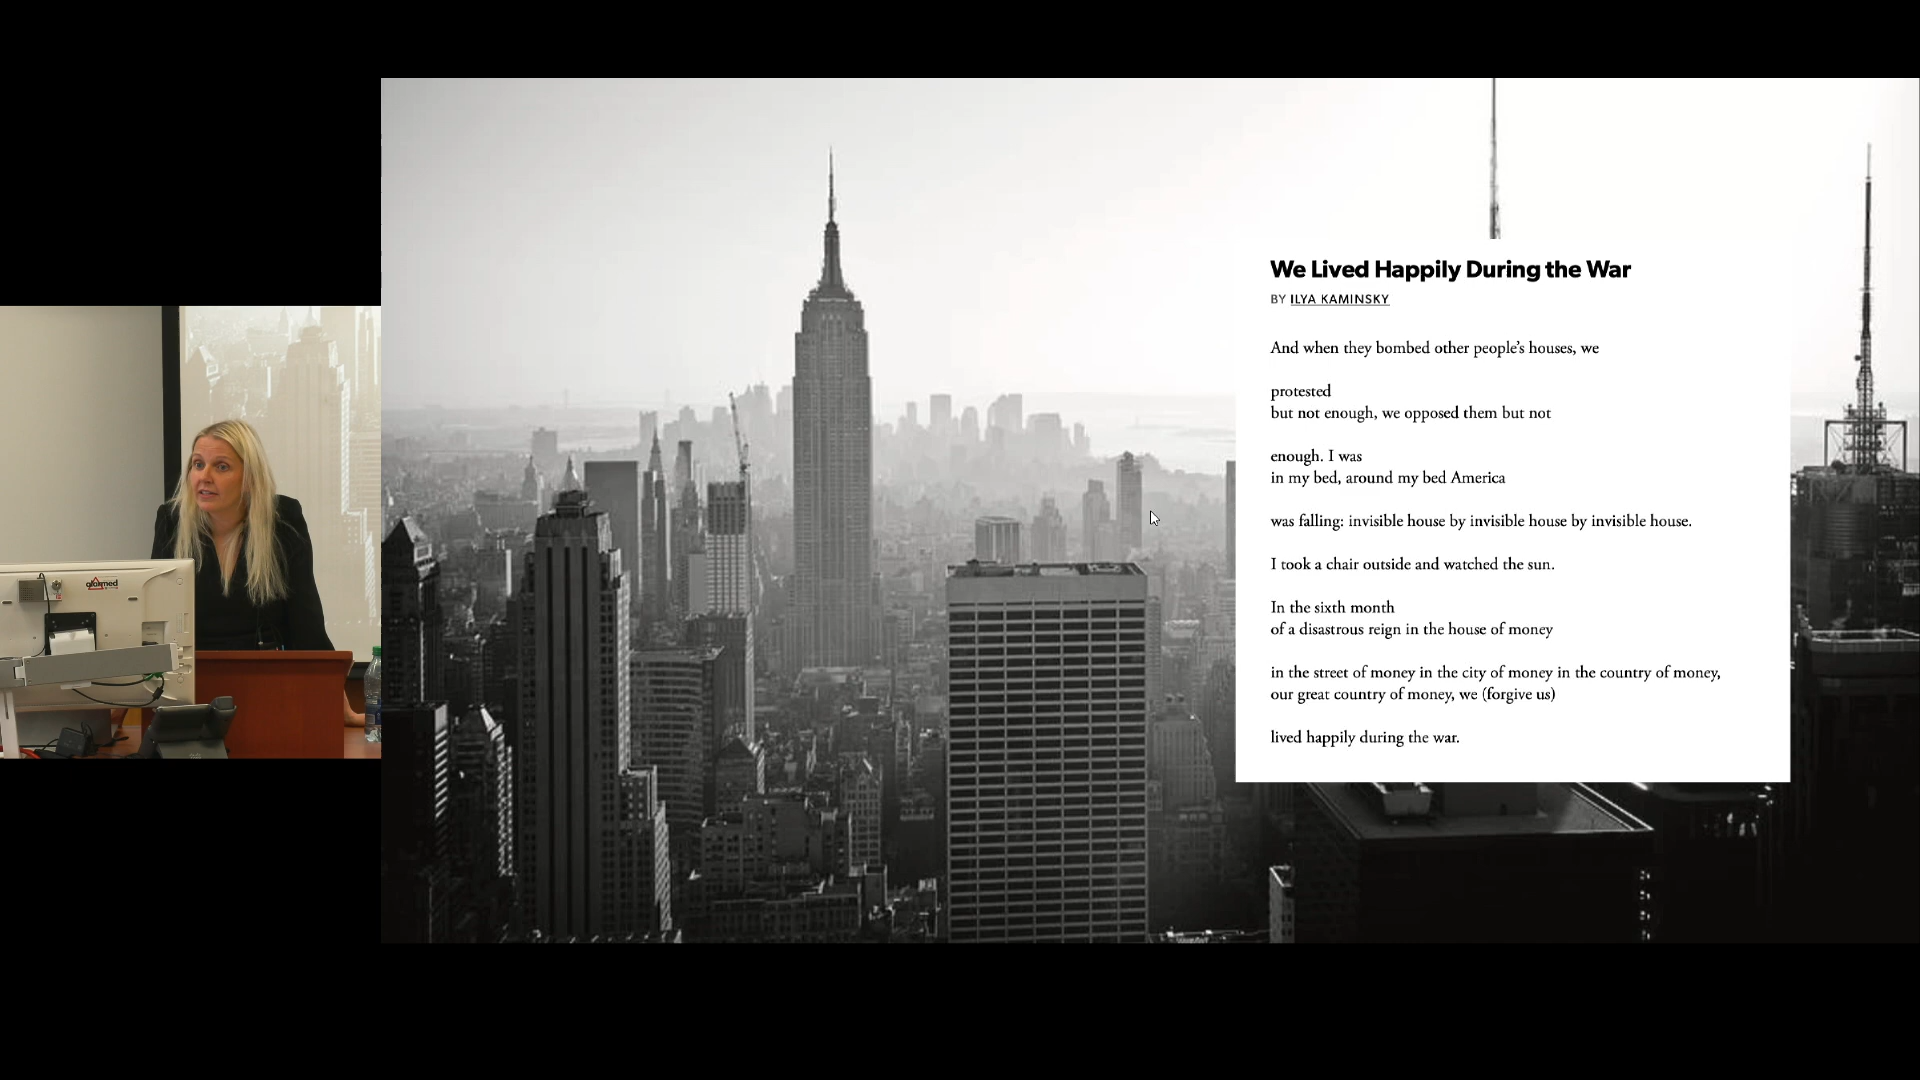 We Lived Happily During the War
BY ILYA KAMINSKY
And when they bombed other people’s houses, we
protested
but not enough, we opposed them but not
enough. I was
in my bed, around my bed America
was falling: invisible house by invisible house by invisible house.
I took a chair outside and watched the sun.
In the sixth month
of a disastrous reign in the house of money
in the street of money in the city of money in the country of money,
our great country of money, we (forgive us)
lived happily during the war.